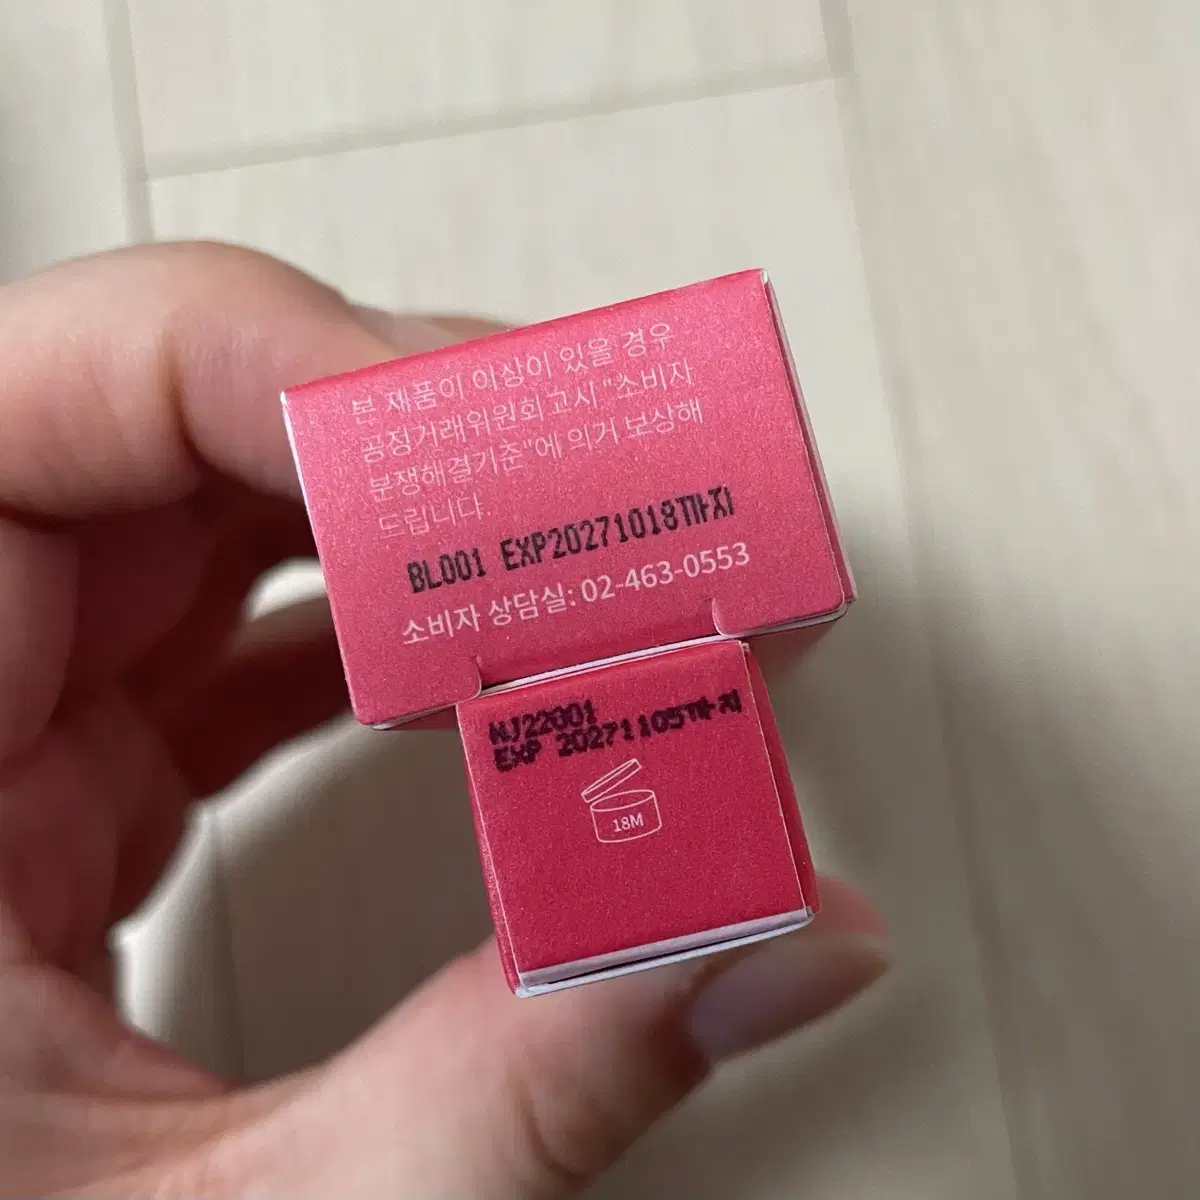 본 제품이 이상이 있을 경우
공정거래위원회고시 "소비자
분쟁해결기준"에 의거 보상해
드립니다.
BL001 EXP20271018까지
소비자 상담실: 02-463-0553
NJ22001
EXP 20271105까지
18M